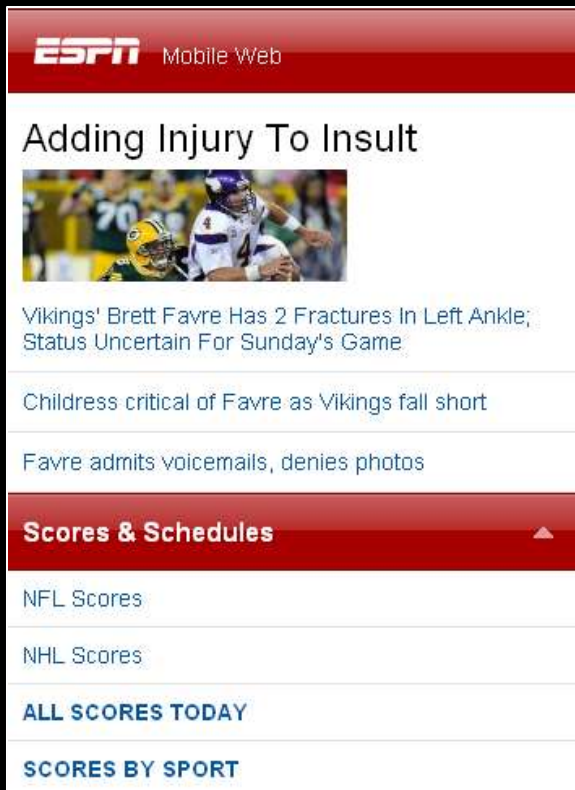 ESPN Mobile Web
Adding Injury To Insult
70
4
Vikings' Brett Favre Has 2 Fractures In Left Ankle;
Status Uncertain For Sunday's Game
Childress critical of Favre as Vikings fall short
Favre admits voicemails, denies photos
Scores & Schedules
NFL Scores
NHL Scores
ALL SCORES TODAY
SCORES BY SPORT